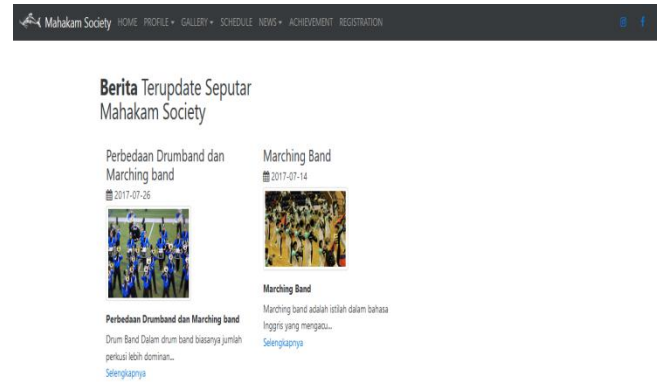 Mahakam Society HOME PROFILE GALLERY SCHEDULE NEWS ACHIEVEMENT REGISTRATION
Berita Terupdate Seputar
Mahakam Society
Perbedaan Drumband dan
Marching band
2017-07-26
Perbedaan Drumband dan Marching band
Drum Band Dalam drum band biasanya jumlah
perkusi lebih dominan...
Selengkapnya
Marching Band
2017-07-14
Marching Band
Marching band adalah istilah dalam bahasa
Inggris yang mengacu...
Selengkapnya